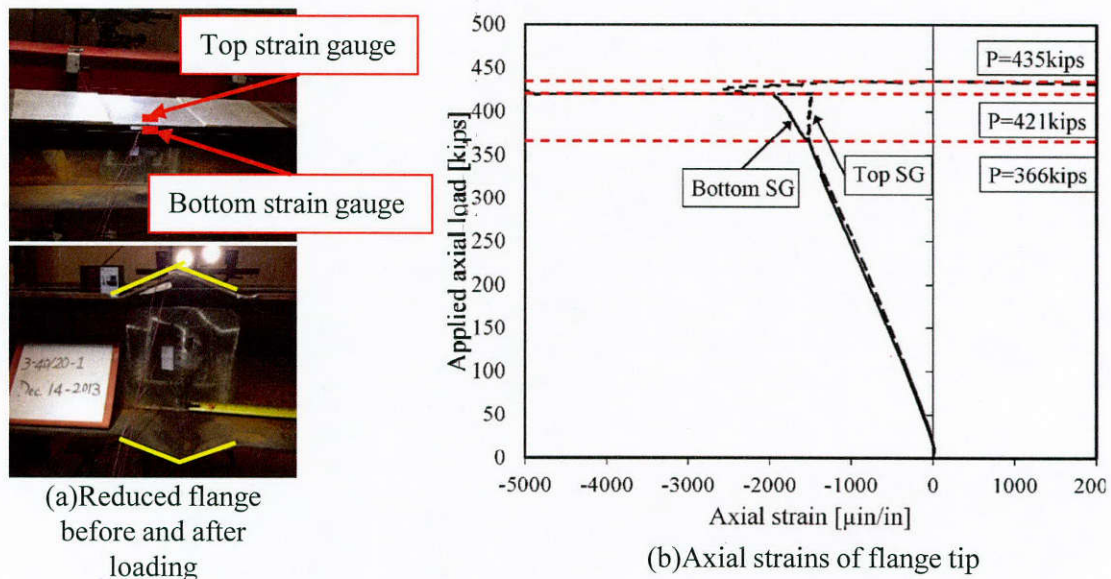 Top strain gauge
Bottom strain gauge
3-40/20-1
Dec. 14-2013
(a)Reduced flange
before and after
loading
500
450
400
350
300
250
200
150
100
50
0
Applied axial load [kips]
P=435kips
P=421kips
P=366kips
Bottom SG
Top SG
-5000
-4000
-3000
-2000
-1000
0
1000
200
Axial strain [µin/in]
(b)Axial strains of flange tip